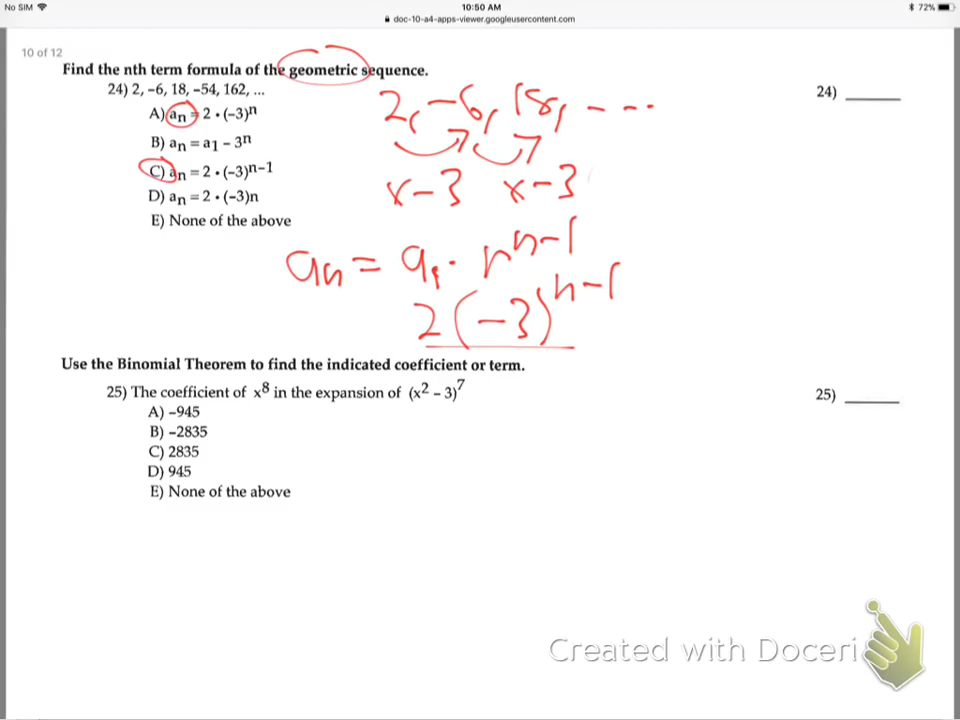 No SIM 10:50 AM 72%
doc-10-a4-apps-viewer.googleusercontent.com
10 of 12
Find the nth term formula of the geometric sequence.
24) 2, −6, 18, −54, 162, ... 24) ______
A) aₙ = 2 • (−3)ⁿ
B) aₙ = a₁ − 3ⁿ
C) aₙ = 2 • (−3)ⁿ⁻¹
D) aₙ = 2 • (−3)n
E) None of the above
2, −6, 18, − − ...
x −3 x −3
aₙ = a₁ · rⁿ⁻¹
2(−3)ⁿ⁻¹
Use the Binomial Theorem to find the indicated coefficient or term.
25) The coefficient of x⁸ in the expansion of (x² − 3)⁷ 25) ______
A) −945
B) −2835
C) 2835
D) 945
E) None of the above
Created with Doceri